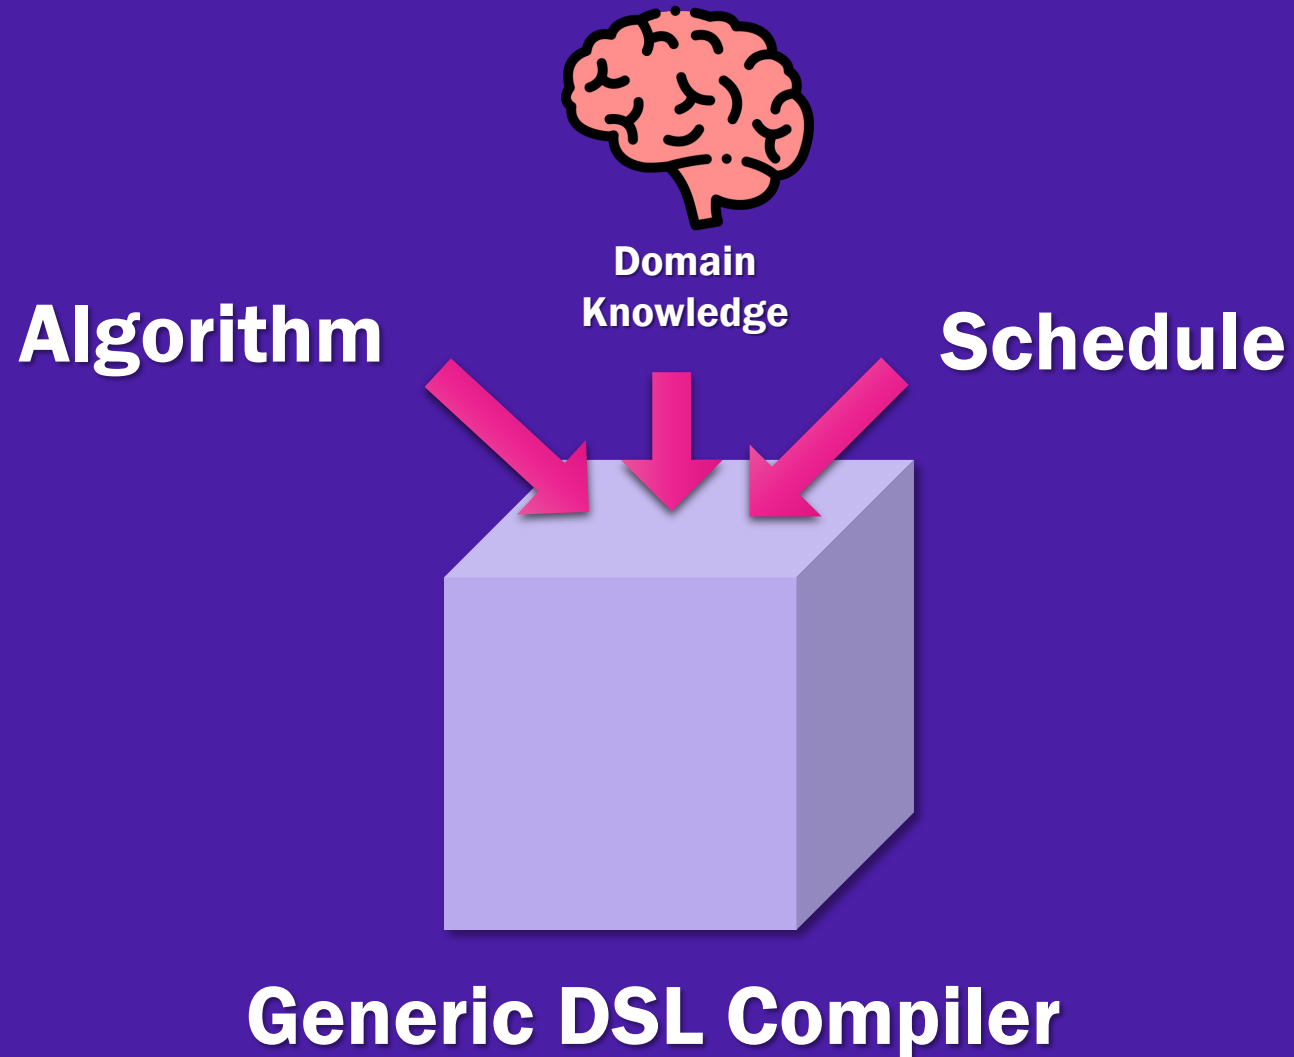 Domain
Knowledge
Algorithm
Schedule
Generic DSL Compiler